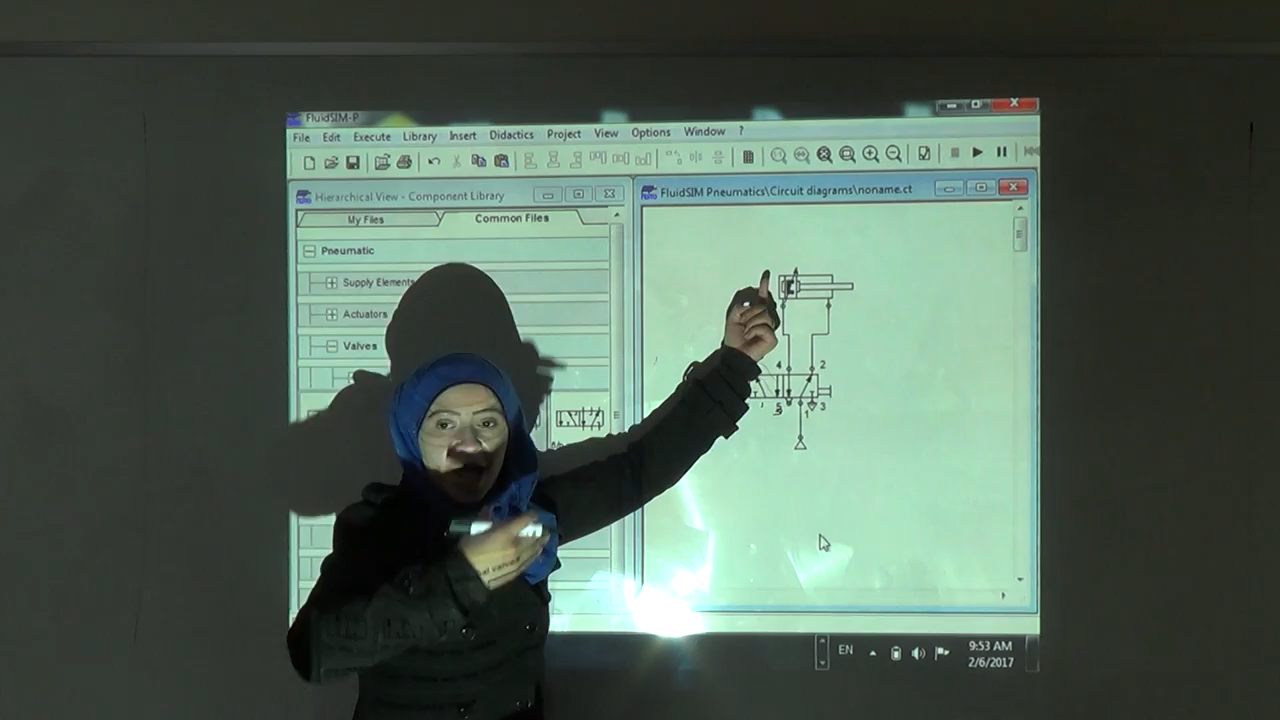 FluidSIM-P
File Edit Execute Library Insert Didactics Project View Options Window ?
Hierarchical View - Component Library
FluidSIM Pneumatics\Circuit diagrams\noname.ct
My Files Common Files
Pneumatic
Supply Elements
Actuators
Valves
4 2
5 1 3
EN
9:53 AM
2/6/2017